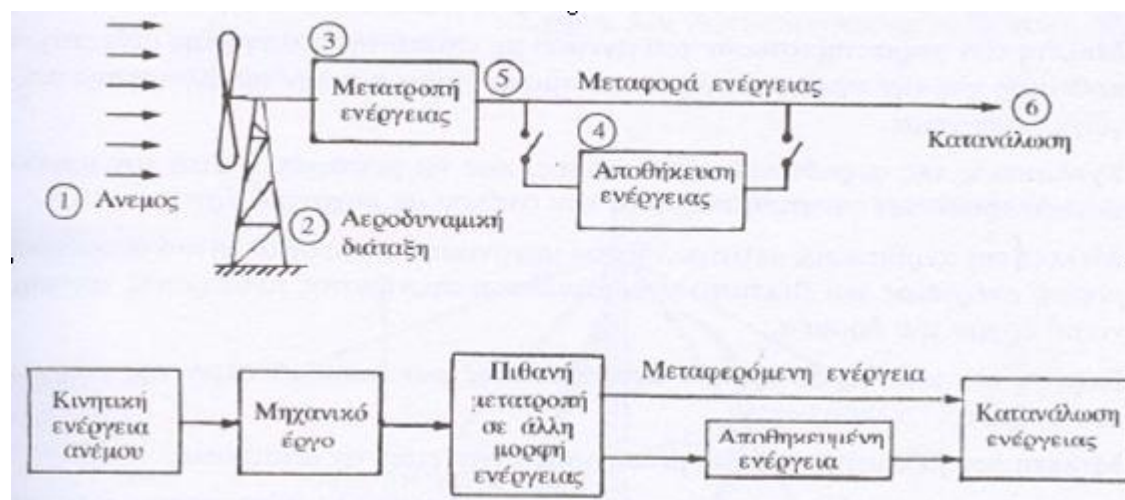 3
Μετατροπή
ενέργειας
5
Μεταφορά ενέργειας
6
Κατανάλωση
4
Αποθήκευση
ενέργειας
1 Ανεμος
2 Αεροδυναμική
διάταξη
Κινητική
ενέργεια
ανέμου
Μηχανικό
έργο
Πιθανή
μετατροπή
σε άλλη
μορφή
ενέργειας
Μεταφερόμενη ενέργεια
Αποθηκευμένη
ενέργεια
Κατανάλωση
ενέργειας